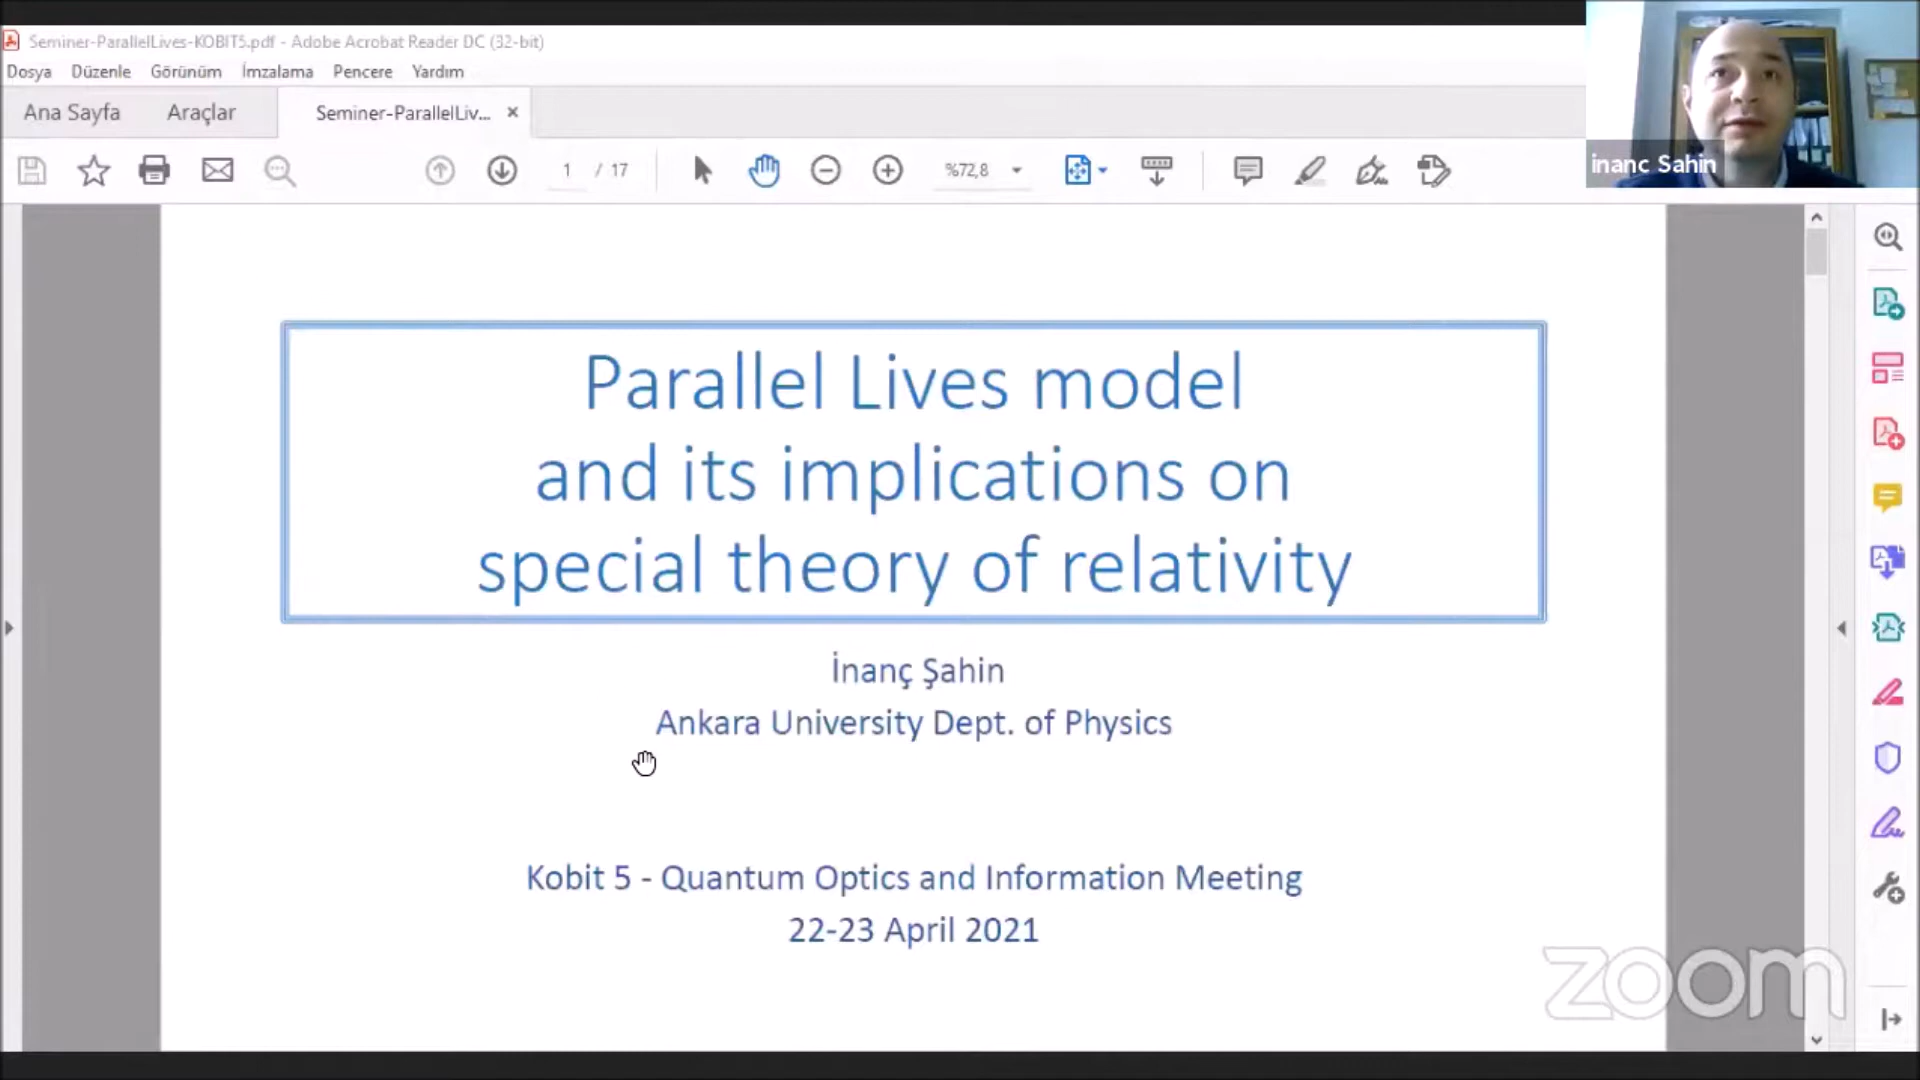 Seminer-ParallelLives-KOBIT5.pdf - Adobe Acrobat Reader DC (32-bit)
Dosya Düzenle Görünüm İmzalama Pencere Yardım
Ana Sayfa Araçlar Seminer-ParallelLiv...
1 / 17 %72,8
inanc Sahin
Parallel Lives model
and its implications on
special theory of relativity
İnanç Şahin
Ankara University Dept. of Physics
Kobit 5 - Quantum Optics and Information Meeting
22-23 April 2021
zoom